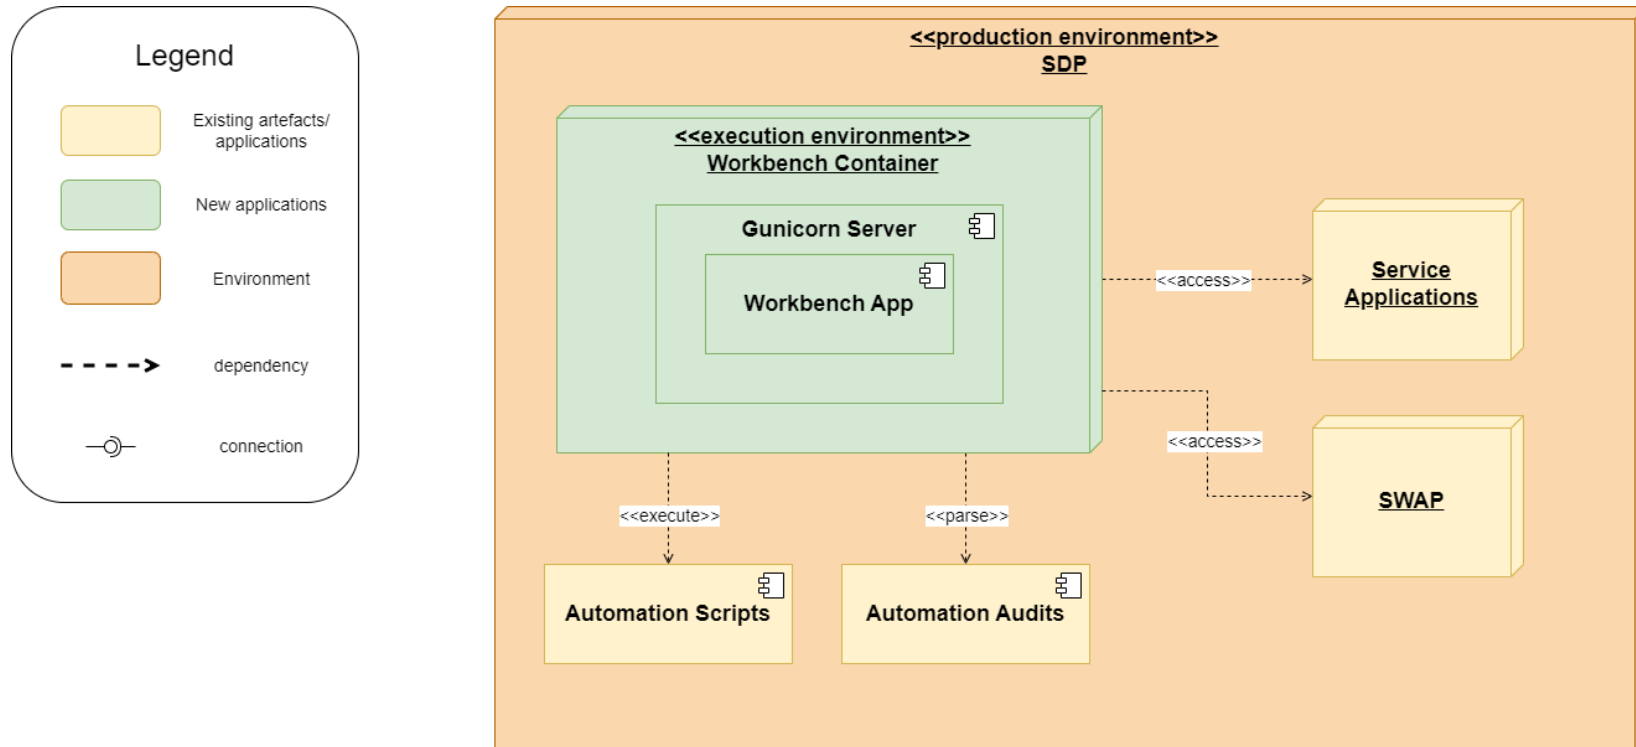 Legend
Existing artefacts/
applications
New applications
Environment
dependency
connection
<<production environment>>
SDP
<<execution environment>>
Workbench Container
Gunicorn Server
Workbench App
<<access>>
Service
Applications
<<access>>
SWAP
<<execute>>
<<parse>>
Automation Scripts
Automation Audits